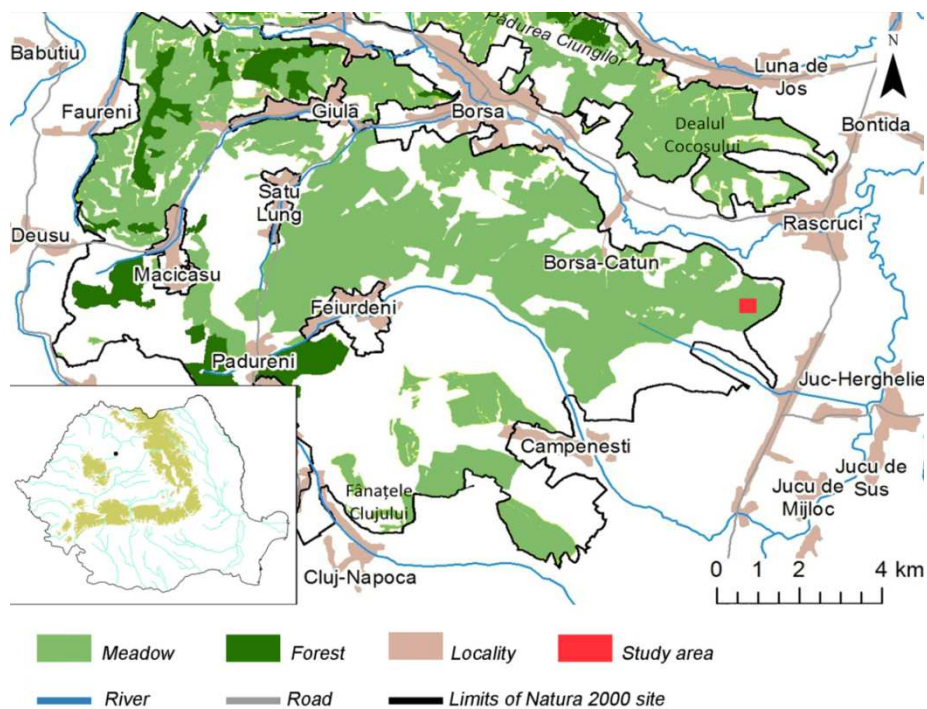 Babutiu
Padurea Ciungilor
N
Luna de
Jos
Faureni
Giula
Borsa
Bontida
Dealul
Cocoșului
Satu
Lung
Deusu
Rascruci
Macicasu
Borsa-Catun
Feiurdeni
Padureni
Juc-Herghelie
Campenesti
Jucu de
Sus
Fânațele
Clujului
Jucu de
Mijloc
Cluj-Napoca
0 1 2 4 km
Meadow Forest Locality Study area
River Road Limits of Natura 2000 site